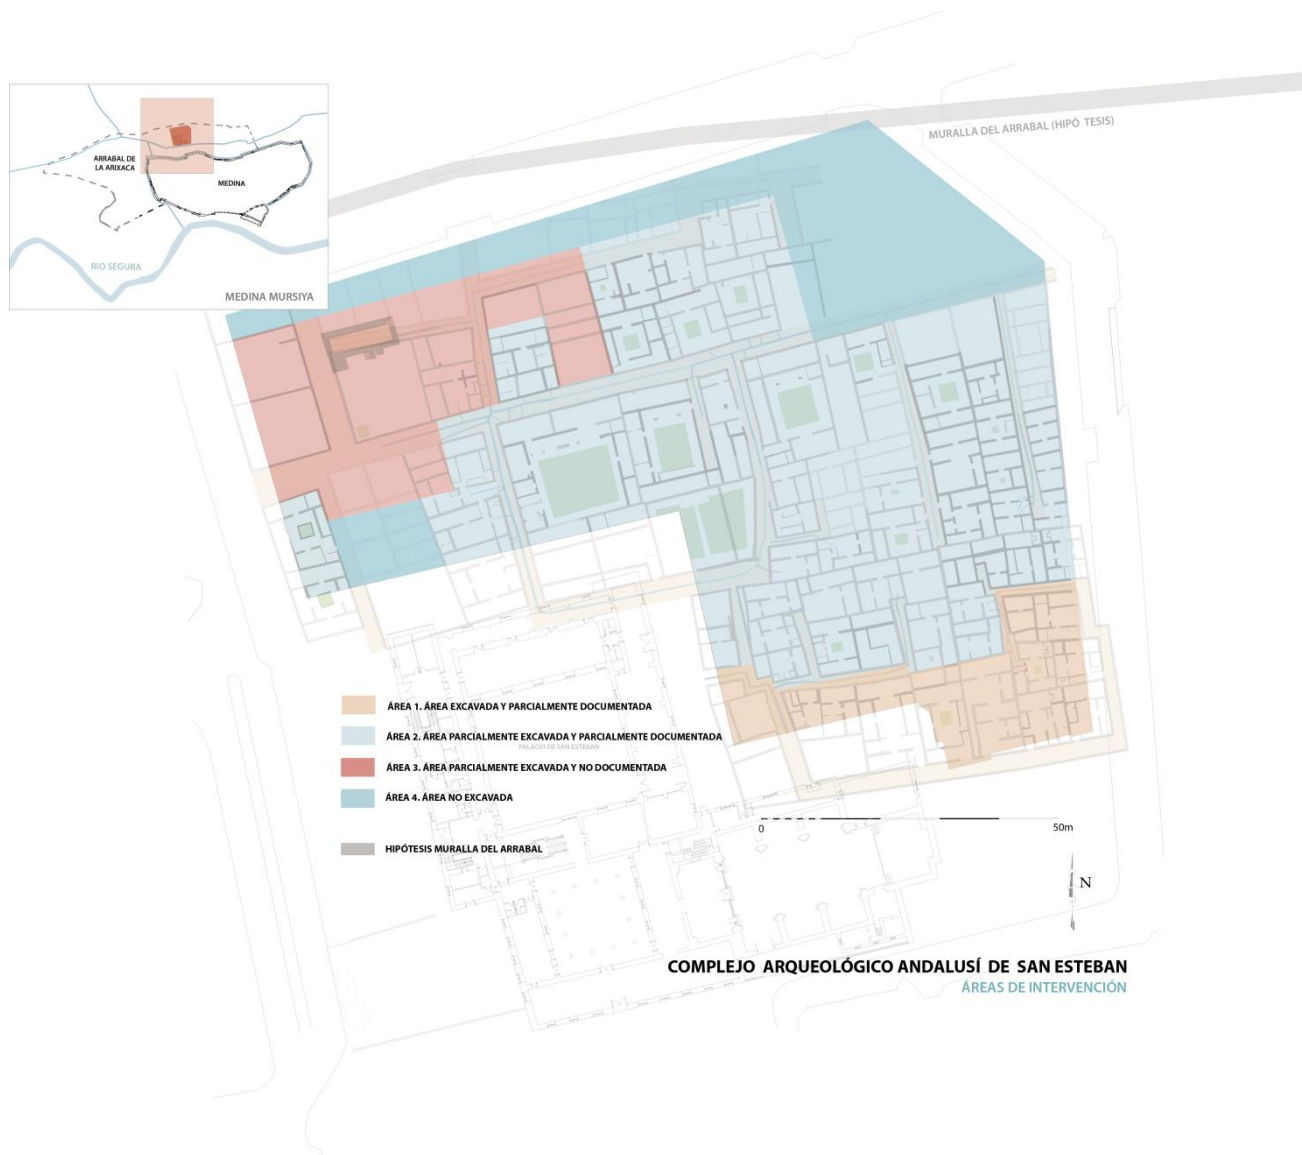 MURALLA DEL ARRABAL (HIPÓ TESIS)
ARRABAL DE
LA ARIXACA
MEDINA
RIO SEGURA
MEDINA MURSIYA
ÁREA 1. ÁREA EXCAVADA Y PARCIALMENTE DOCUMENTADA
ÁREA 2. ÁREA PARCIALMENTE EXCAVADA Y PARCIALMENTE DOCUMENTADA
PALACIO DE SAN ESTEBAN
ÁREA 3. ÁREA PARCIALMENTE EXCAVADA Y NO DOCUMENTADA
ÁREA 4. ÁREA NO EXCAVADA
HIPÓTESIS MURALLA DEL ARRABAL
0 50m
N
COMPLEJO ARQUEOLÓGICO ANDALUSÍ DE SAN ESTEBAN
ÁREAS DE INTERVENCIÓN